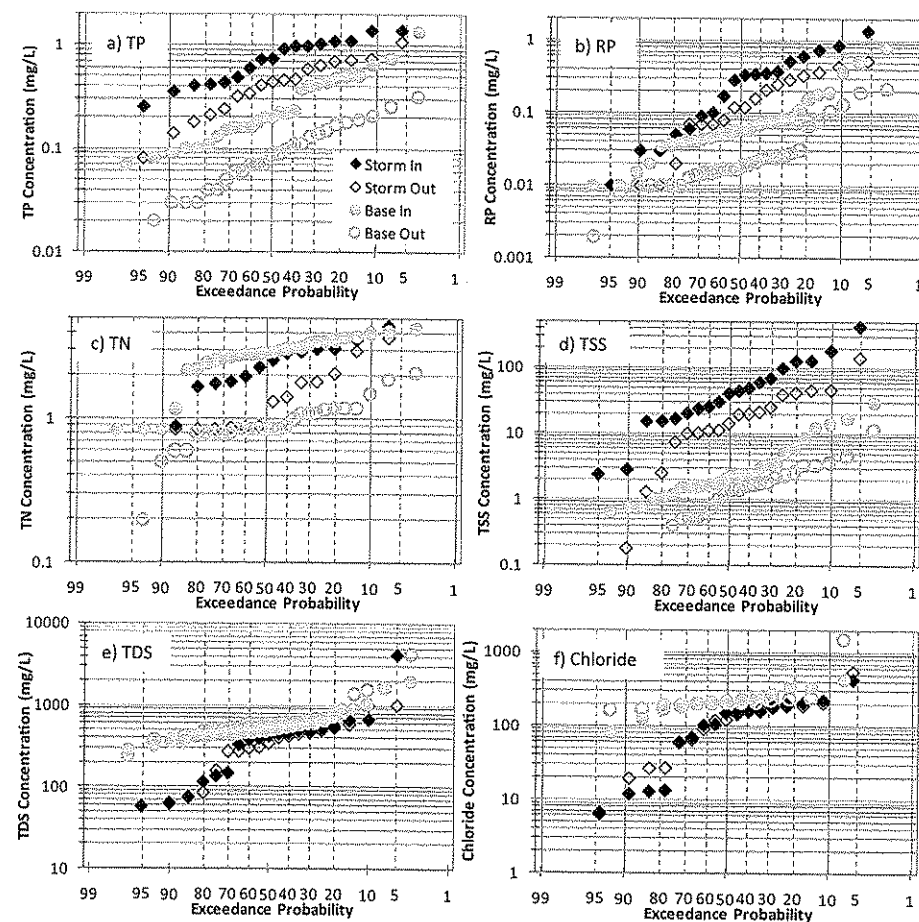 a) TP
TP Concentration (mg/L)
1
0.1
0.01
Storm In
Storm Out
Base In
Base Out
99 95 90 80 70 60 50 40 30 20 10 5 1
Exceedance Probability
b) RP
RP Concentration (mg/L)
1
0.1
0.01
0.001
99 95 90 80 70 60 50 40 30 20 10 5 1
Exceedance Probability
c) TN
TN Concentration (mg/L)
1
0.1
99 95 90 80 70 60 50 40 30 20 10 5 1
Exceedance Probability
d) TSS
TSS Concentration (mg/L)
100
10
1
0.1
99 95 90 80 70 60 50 40 30 20 10 5 1
Exceedance Probability
e) TDS
TDS Concentration (mg/L)
10000
1000
100
10
99 95 90 80 70 60 50 40 30 20 10 5 1
Exceedance Probability
f) Chloride
Chloride Concentration (mg/L)
1000
100
10
1
99 95 90 80 70 60 50 40 30 20 10 5 1
Exceedance Probability